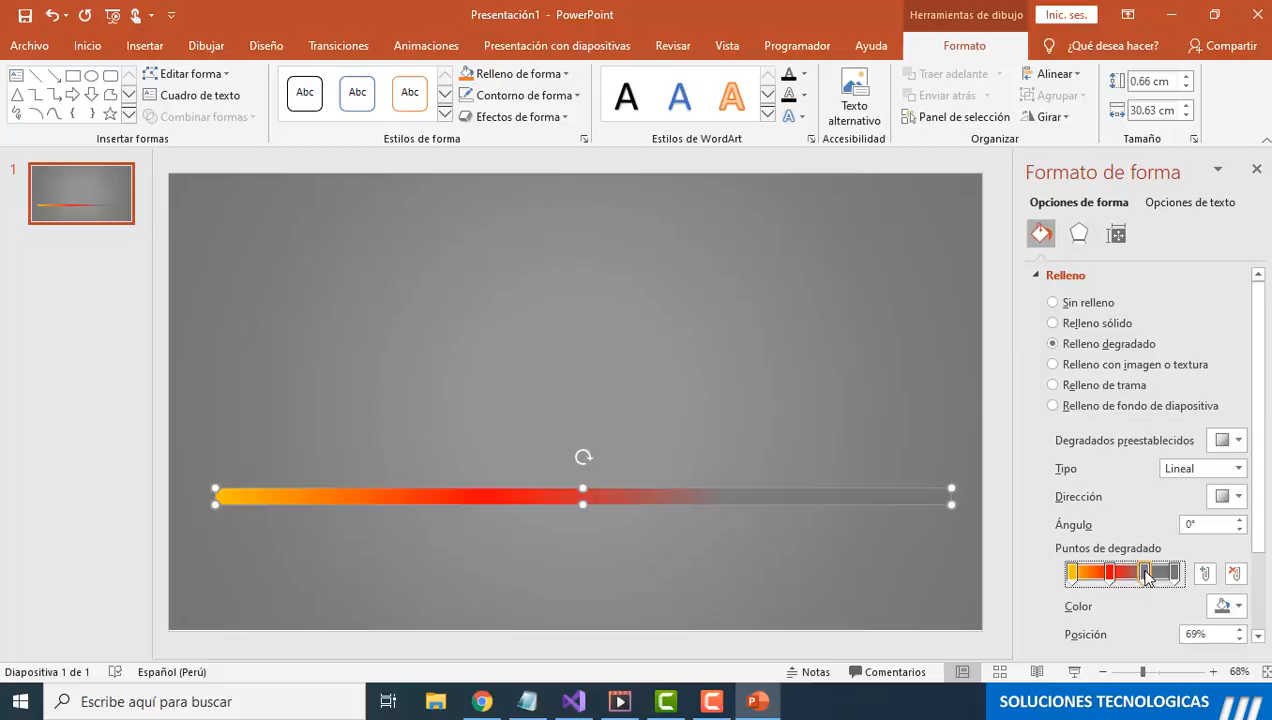 Presentación1 - PowerPoint
Herramientas de dibujo
Inic. ses.
Archivo Inicio Insertar Dibujar Diseño Transiciones Animaciones Presentación con diapositivas Revisar Vista Programador Ayuda Formato ¿Qué desea hacer? Compartir
Editar forma
Cuadro de texto
Combinar formas
Insertar formas
Abc Abc Abc
Relleno de forma
Contorno de forma
Efectos de forma
Estilos de forma
A A A
Estilos de WordArt
Texto
alternativo
Accesibilidad
Traer adelante
Enviar atrás
Panel de selección
Alinear
Agrupar
Girar
Organizar
0.66 cm
30.63 cm
Tamaño
1
Formato de forma
Opciones de forma Opciones de texto
Relleno
Sin relleno
Relleno sólido
Relleno degradado
Relleno con imagen o textura
Relleno de trama
Relleno de fondo de diapositiva
Degradados preestablecidos
Tipo Lineal
Dirección
Ángulo 0°
Puntos de degradado
Color
Posición 69%
Diapositiva 1 de 1 Español (Perú) Notas Comentarios 68%
Escribe aquí para buscar
SOLUCIONES TECNOLOGICAS